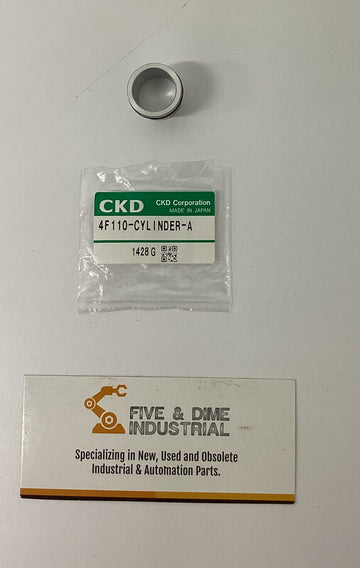 CKD CKD Corporation
MADE IN JAPAN
4F110-CYLINDER-A
1428 G
FIVE & DIME
INDUSTRIAL
Specializing in New, Used and Obsolete
Industrial & Automation Parts.